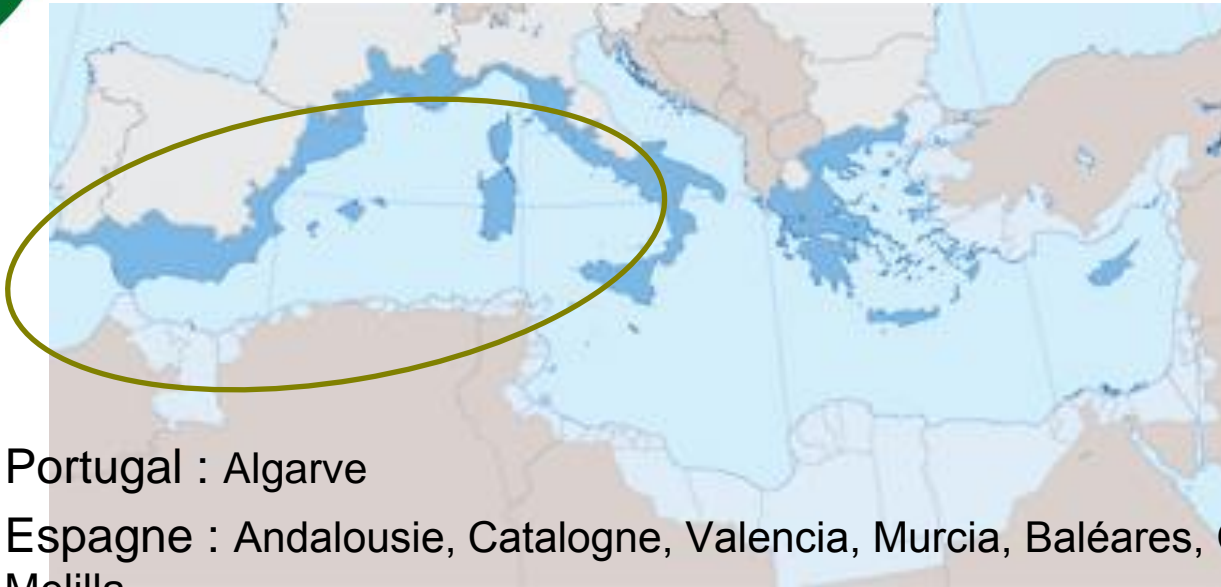 Portugal : Algarve
Espagne : Andalousie, Catalogne, Valencia, Murcia, Baléares,
Melilla